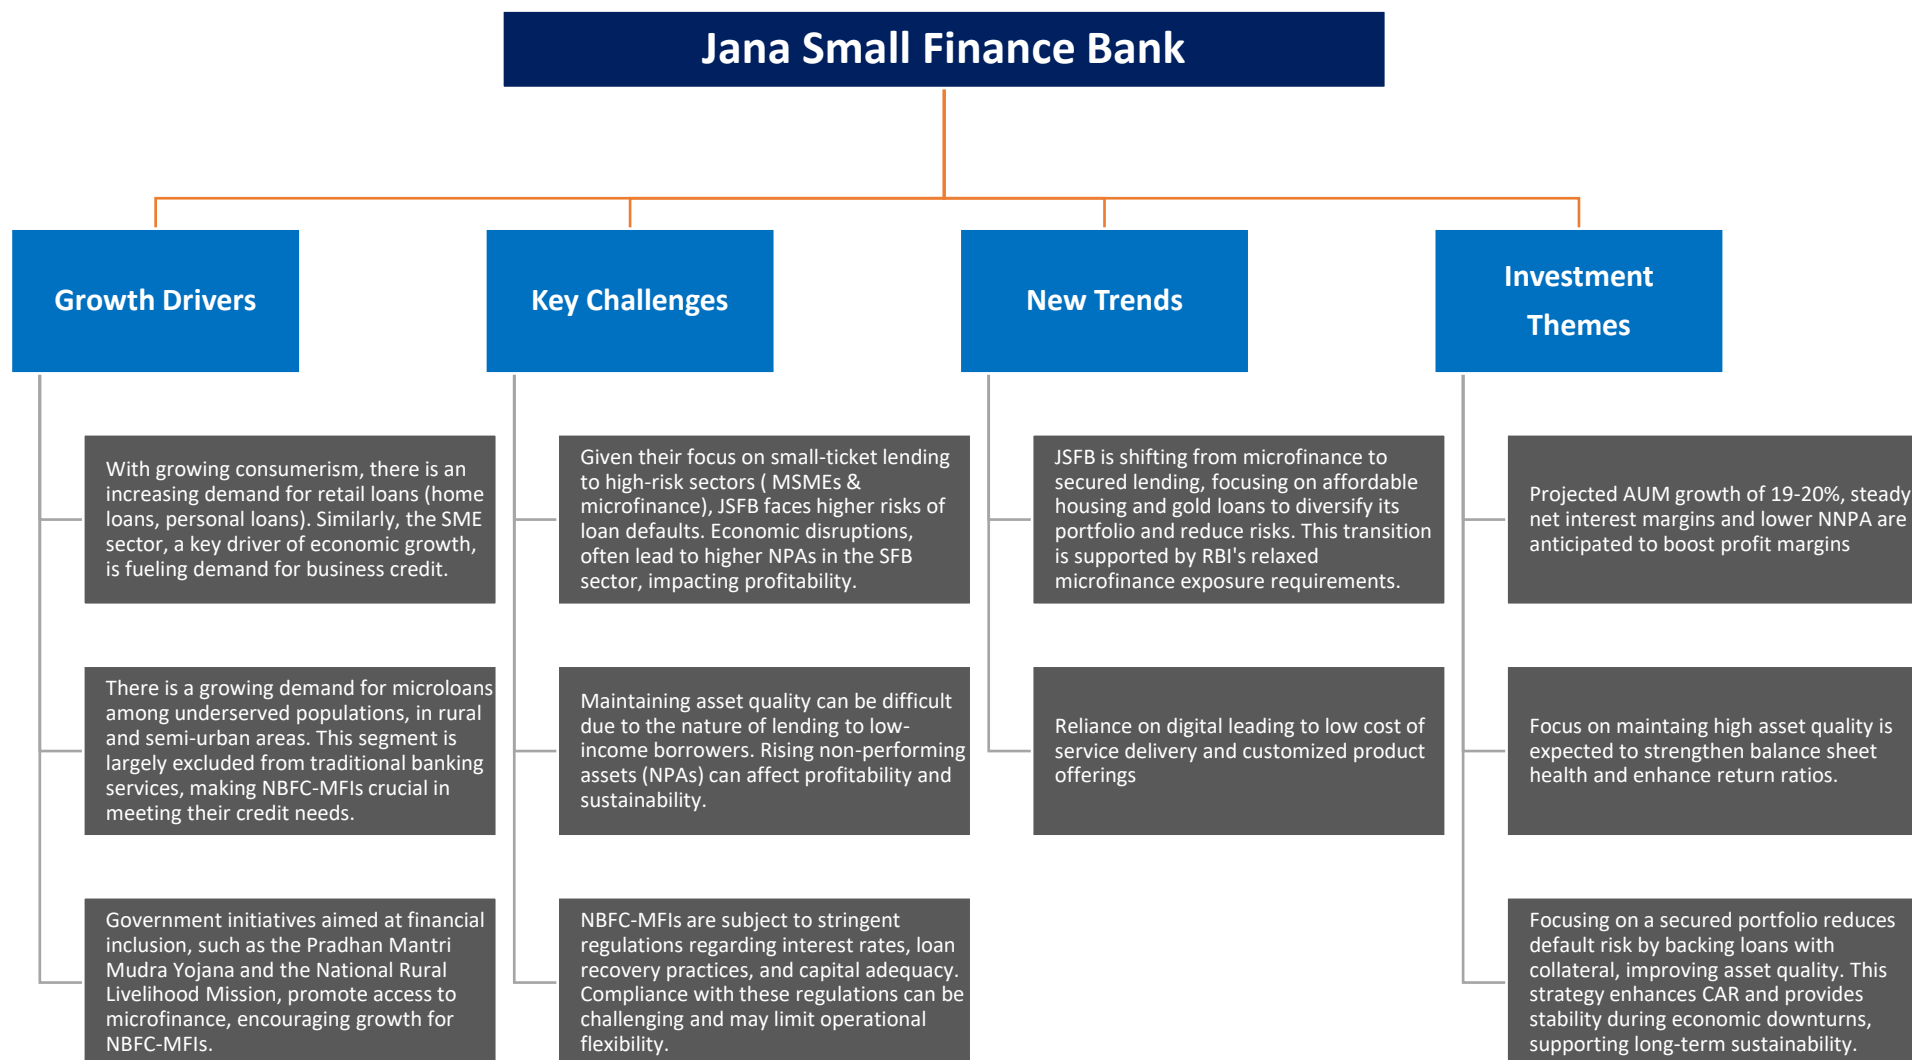 Jana Small Finance Bank
Growth Drivers
With growing consumerism, there is an
increasing demand for retail loans (home
loans, personal loans). Similarly, the SME
sector, a key driver of economic growth,
is fueling demand for business credit.
There is a growing demand for microloans
among underserved populations, in rural
and semi-urban areas. This segment is
largely excluded from traditional banking
services, making NBFC-MFIs crucial in
meeting their credit needs.
Government initiatives aimed at financial
inclusion, such as the Pradhan Mantri
Mudra Yojana and the National Rural
Livelihood Mission, promote access to
microfinance, encouraging growth for
NBFC-MFIs.
Key Challenges
Given their focus on small-ticket lending
to high-risk sectors ( MSMEs &
microfinance), JSFB faces higher risks of
loan defaults. Economic disruptions,
often lead to higher NPAs in the SFB
sector, impacting profitability.
Maintaining asset quality can be difficult
due to the nature of lending to low-
income borrowers. Rising non-performing
assets (NPAs) can affect profitability and
sustainability.
NBFC-MFIs are subject to stringent
regulations regarding interest rates, loan
recovery practices, and capital adequacy.
Compliance with these regulations can be
challenging and may limit operational
flexibility.
New Trends
JSFB is shifting from microfinance to
secured lending, focusing on affordable
housing and gold loans to diversify its
portfolio and reduce risks. This transition
is supported by RBI's relaxed
microfinance exposure requirements.
Reliance on digital leading to low cost of
service delivery and customized product
offerings
Investment
Themes
Projected AUM growth of 19-20%, steady
net interest margins and lower NNPA are
anticipated to boost profit margins
Focus on maintaing high asset quality is
expected to strengthen balance sheet
health and enhance return ratios.
Focusing on a secured portfolio reduces
default risk by backing loans with
collateral, improving asset quality. This
strategy enhances CAR and provides
stability during economic downturns,
supporting long-term sustainability.